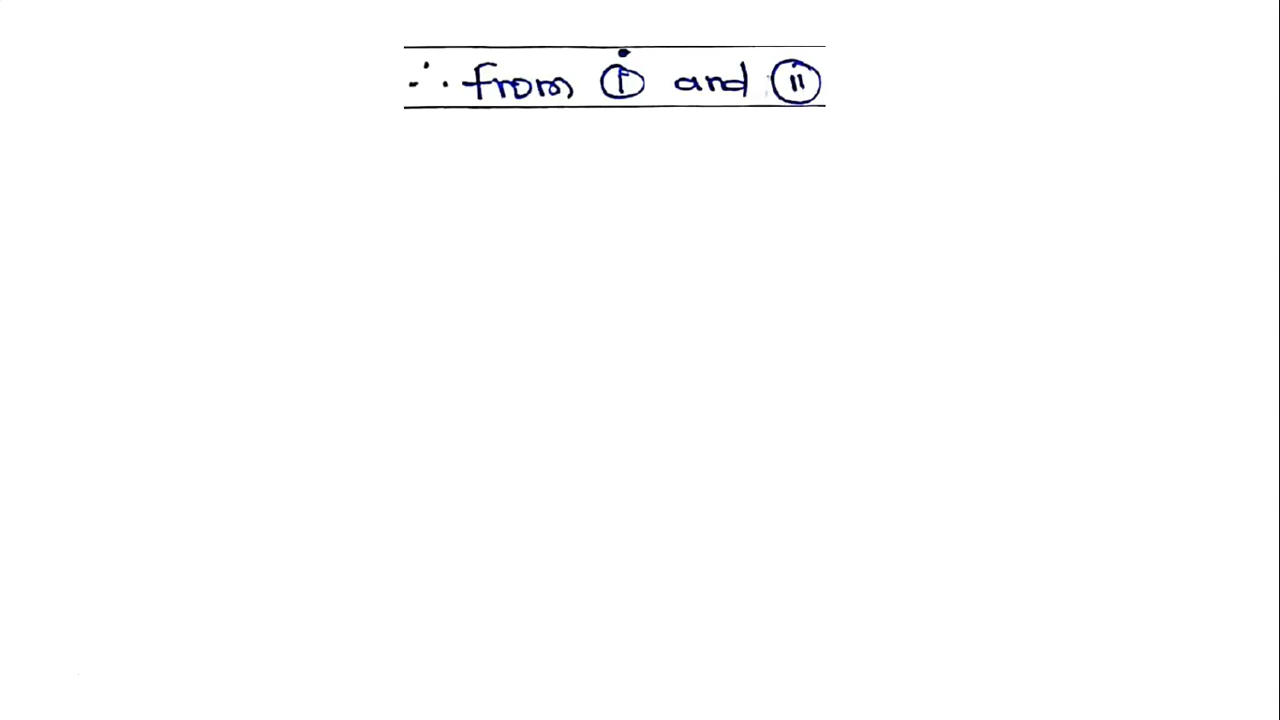 ∴ from ⓘ and ⓘⓘ